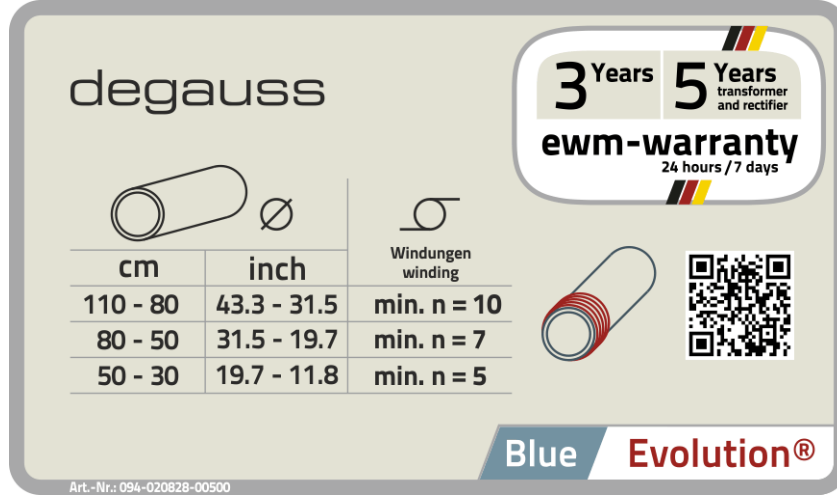 degauss
3 Years
5 Years
transformer
and rectifier
ewm-warranty
24 hours / 7 days
Ø
Windungen
winding
cm inch
110 - 80 43.3 - 31.5 min. n = 10
80 - 50 31.5 - 19.7 min. n = 7
50 - 30 19.7 - 11.8 min. n = 5
Blue Evolution®
Art.-Nr.: 094-020828-00500